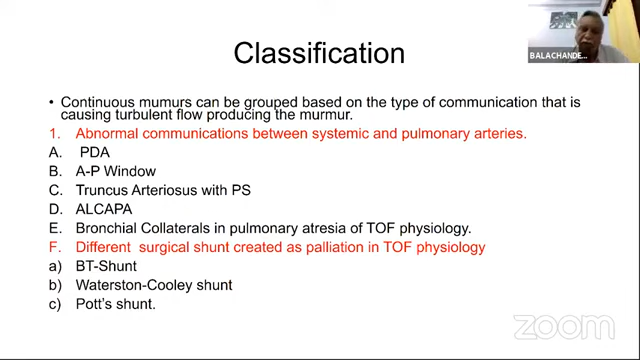 Classification
• Continuous mumurs can be grouped based on the type of communication that is
causing turbulent flow producing the murmur.
1. Abnormal communications between systemic and pulmonary arteries.
A. PDA
B. A-P Window
C. Truncus Arteriosus with PS
D. ALCAPA
E. Bronchial Collaterals in pulmonary atresia of TOF physiology.
F. Different surgical shunt created as palliation in TOF physiology
a) BT-Shunt
b) Waterston-Cooley shunt
c) Pott's shunt.
BALACHANDE...
zoom